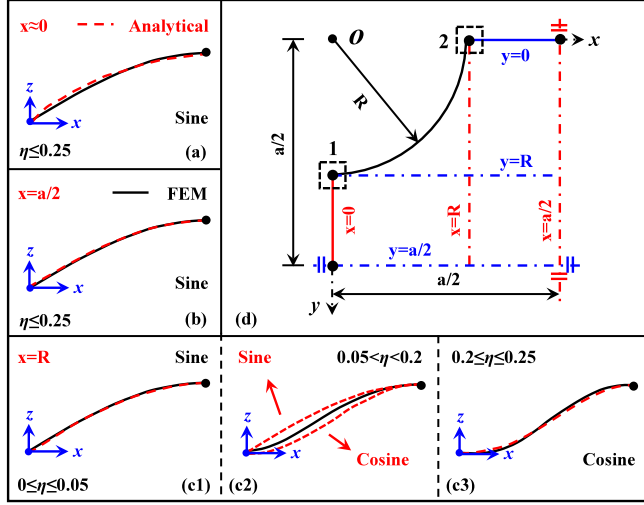 x≈0 Analytical
z
x
Sine
η≤0.25 (a)
x=a/2 FEM
z
x
Sine
η≤0.25 (b)
O
R
2
x
y=0
a/2
1
y=R
x=0
x=R
x=a/2
y=a/2
(d)
a/2
y
x=R Sine
z
x
0≤η≤0.05 (c1)
Sine 0.05<η<0.2
z
x
Cosine
(c2)
0.2≤η≤0.25
z
x
Cosine
(c3)